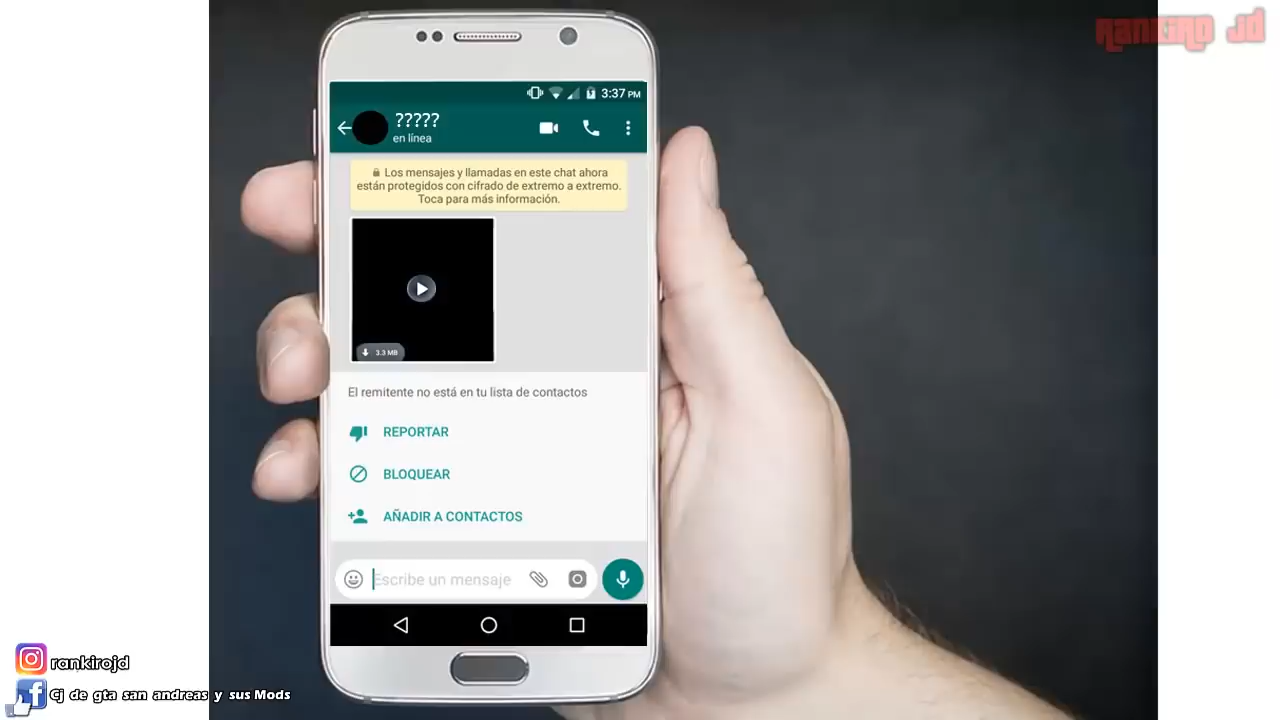 Rankiro Jd
3:37 PM
?????
en línea
Los mensajes y llamadas en este chat ahora
están protegidos con cifrado de extremo a extremo.
Toca para más información.
3.3 MB
El remitente no está en tu lista de contactos
REPORTAR
BLOQUEAR
AÑADIR A CONTACTOS
Escribe un mensaje
rankirojd
Cj de gta san andreas y sus Mods